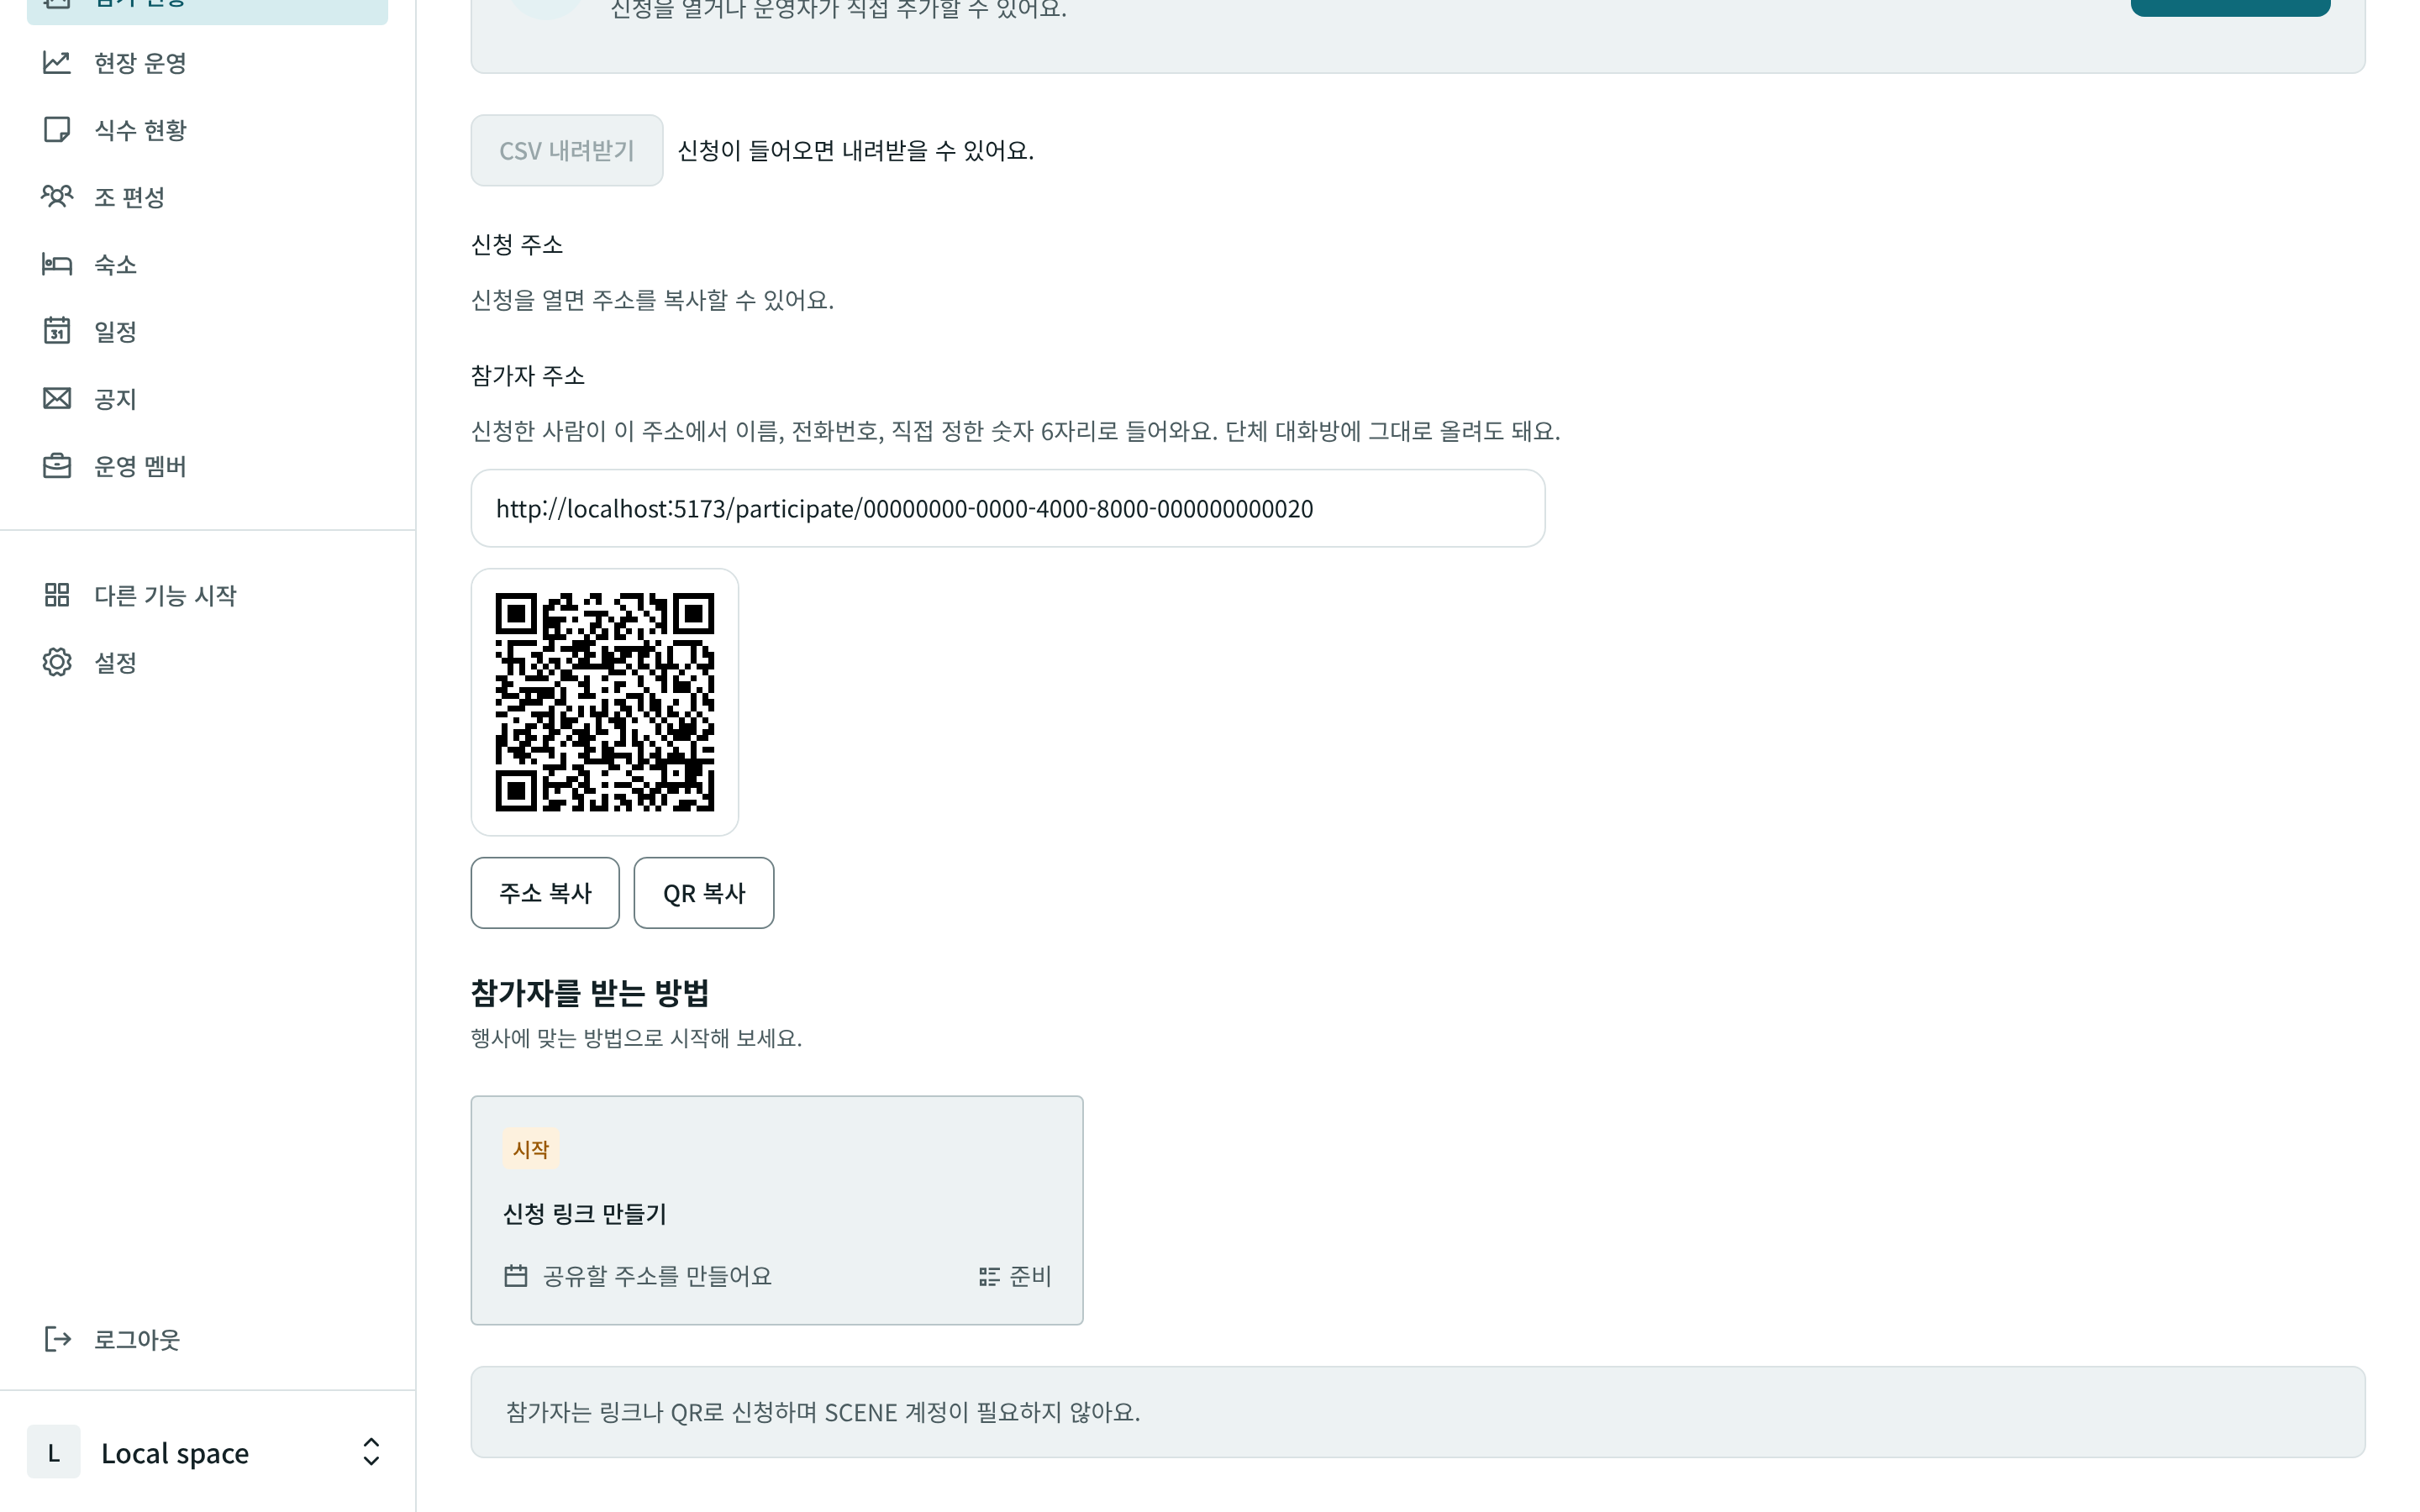 현장 운영
식수 현황
조 편성
숙소
31
일정
공지
운영 멤버
다른 기능 시작
설정
로그아웃
L
Local space
신청을 열거나 운영자가 직접 추가할 수 있어요.
CSV 내려받기
신청이 들어오면 내려받을 수 있어요.
신청 주소
신청을 열면 주소를 복사할 수 있어요.
참가자 주소
신청한 사람이 이 주소에서 이름, 전화번호, 직접 정한 숫자 6자리로 들어와요. 단체 대화방에 그대로 올려도 돼요.
http://localhost:5173/participate/00000000-0000-4000-8000-000000000020
주소 복사
QR 복사
참가자를 받는 방법
행사에 맞는 방법으로 시작해 보세요.
시작
신청 링크 만들기
공유할 주소를 만들어요
준비
참가자는 링크나 QR로 신청하며 SCENE 계정이 필요하지 않아요.